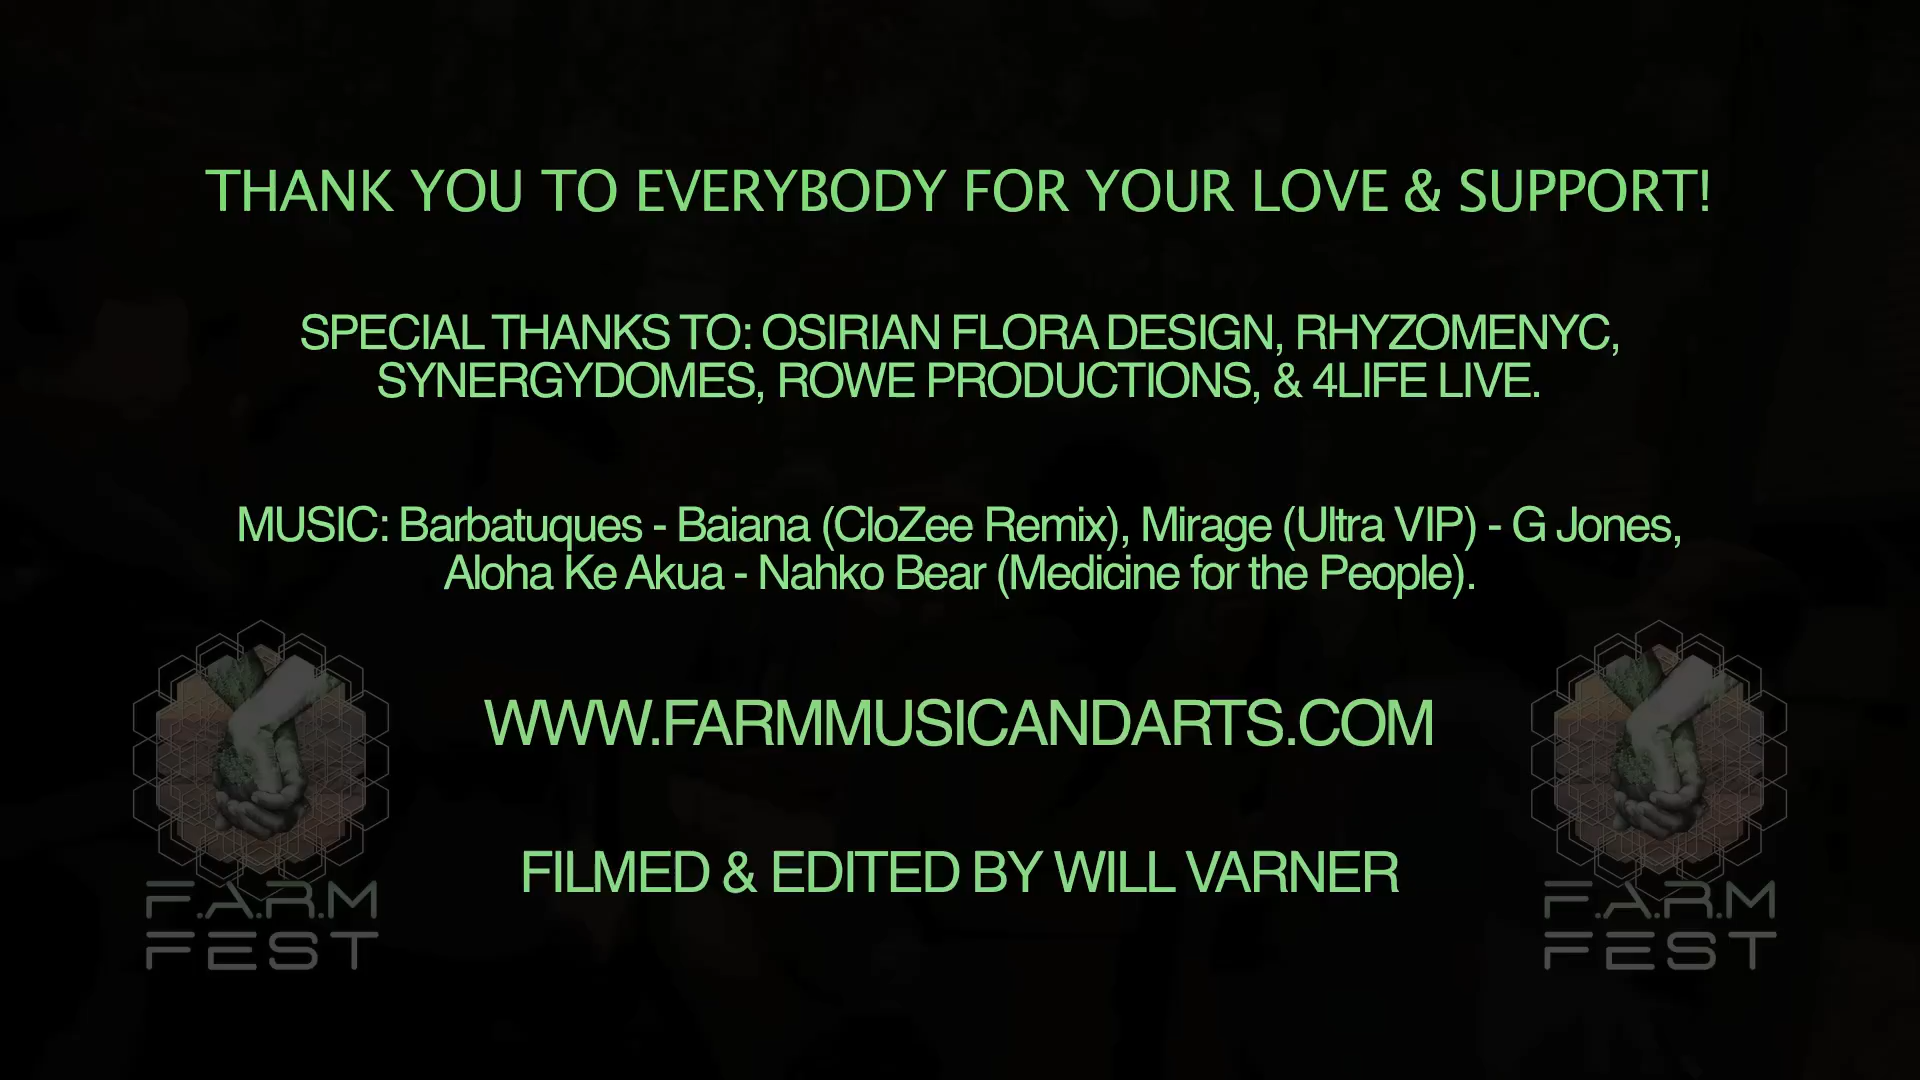 THANK YOU TO EVERYBODY FOR YOUR LOVE & SUPPORT!
SPECIAL THANKS TO: OSIRIAN FLORA DESIGN, RHYZOMENYC,
SYNERGYDOMES, ROWE PRODUCTIONS, & 4LIFE LIVE.
MUSIC: Barbatuques - Baiana (CloZee Remix), Mirage (Ultra VIP) - G Jones,
Aloha Ke Akua - Nahko Bear (Medicine for the People).
WWW.FARMMUSICANDARTS.COM
FILMED & EDITED BY WILL VARNER
F.A.R.M
FEST
F.A.R.M
FEST